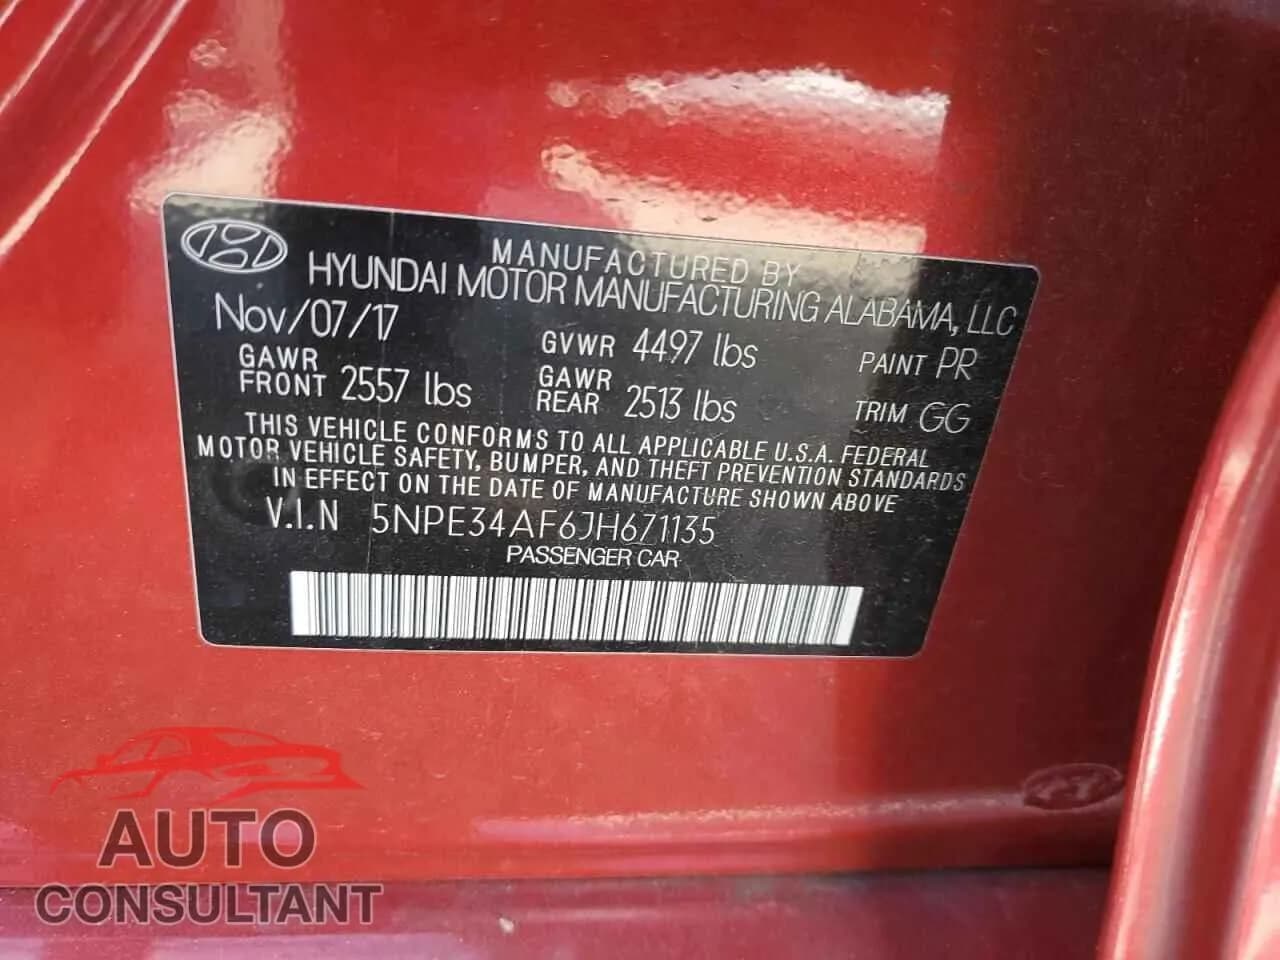 MANUFACTURED BY
HYUNDAI MOTOR MANUFACTURING ALABAMA, LLC
Nov/07/17 GVWR 4497 lbs PAINT PR
GAWR FRONT 2557 lbs GAWR REAR 2513 lbs TRIM GG
THIS VEHICLE CONFORMS TO ALL APPLICABLE U.S.A. FEDERAL
MOTOR VEHICLE SAFETY, BUMPER, AND THEFT PREVENTION STANDARDS
IN EFFECT ON THE DATE OF MANUFACTURE SHOWN ABOVE
V.I.N 5NPE34AF6JH671135
PASSENGER CAR
AUTO
CONSULTANT